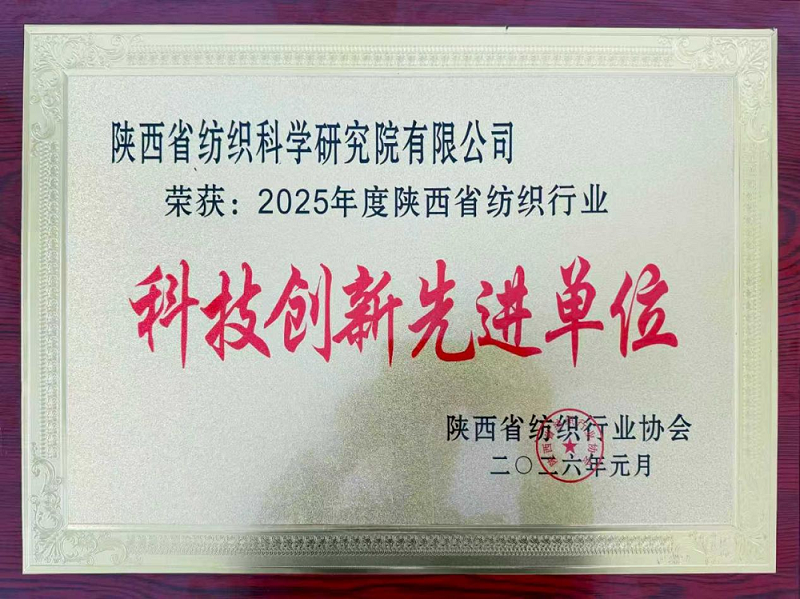 陕西省纺织科学研究院有限公司
荣获：2025年度陕西省纺织行业
科技创新先进单位
陕西省纺织行业协会
二〇二六年元月